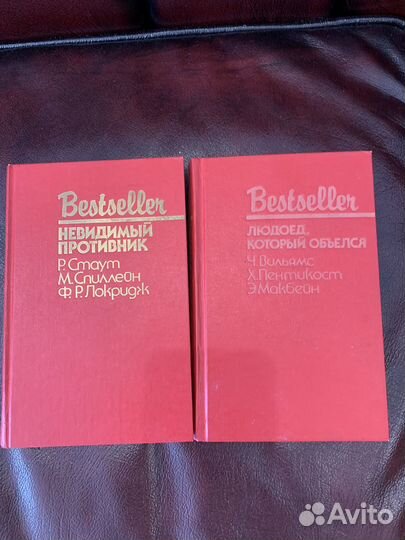 Bestseller
НЕВИДИМЫЙ
ПРОТИВНИК
Р. Стаут
М. Спиллейн
Ф. Р. Локридж
Bestseller
ЛЮДОЕД,
КОТОРЫЙ ОБЪЕЛСЯ
Ч. Вильямс
Х. Пентикост
Э. Макбейн
Avito